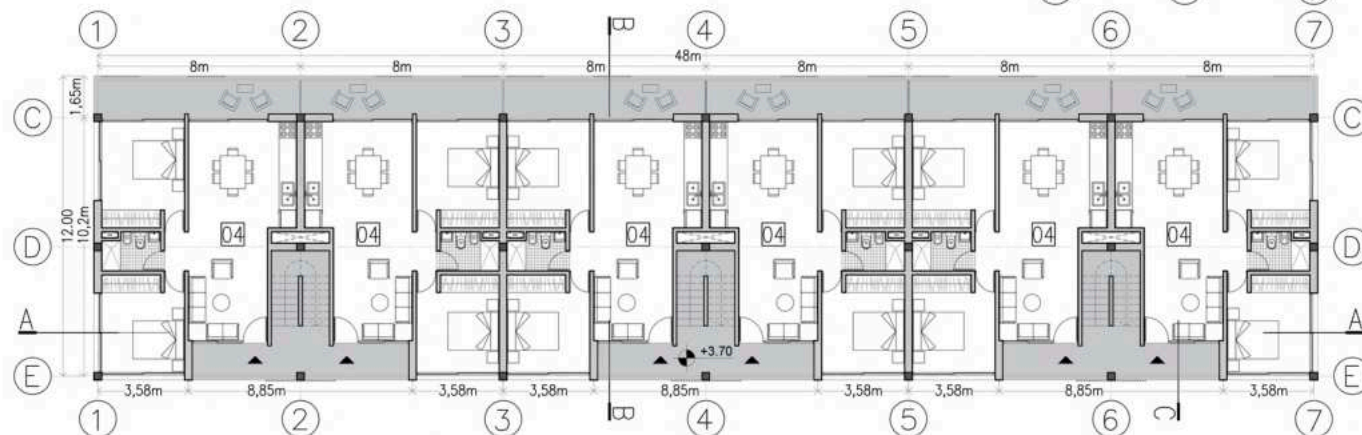 1 2 3 4 5 6 7
B
48m
8m 8m 8m 8m 8m 8m
1,65m
C C
12.00
10,2m
04 04 04 04 04 04
D D
A A
+3.70
E E
3,58m 8,85m 3,58m 3,58m 8,85m 3,58m 3,58m 8,85m 3,58m
B C
1 2 3 4 5 6 7